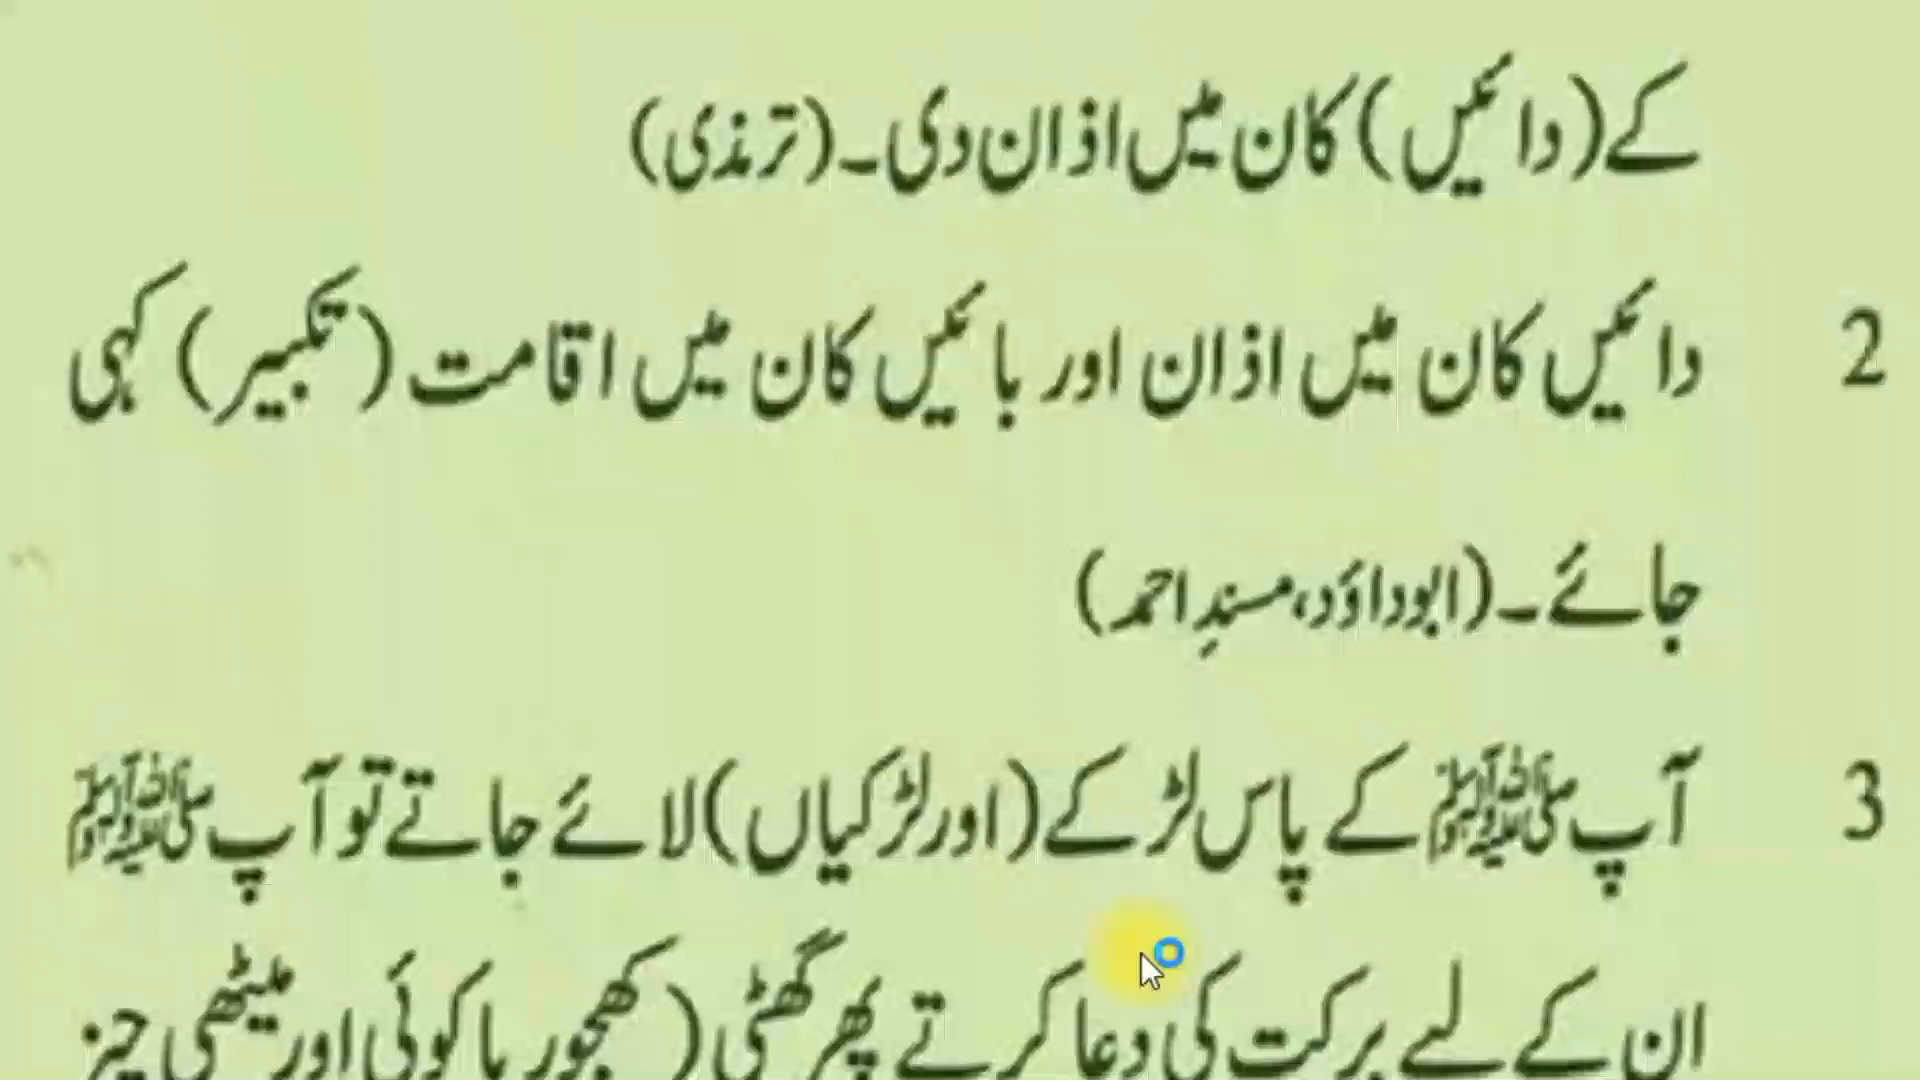 کے (دائیں) کان میں اذان دی۔ (ترمذی)
2 دائیں کان میں اذان اور بائیں کان میں اقامت (تکبیر) کہی
جائے۔ (ابوداؤد، مسندِ احمد)
3 آپ ﷺ کے پاس لڑکے (اور لڑکیاں) لائے جاتے تو آپ ﷺ
ان کے لیے برکت کی دعا کرتے پھر گھٹی (کھجور یا کوئی اور میٹھی چیز